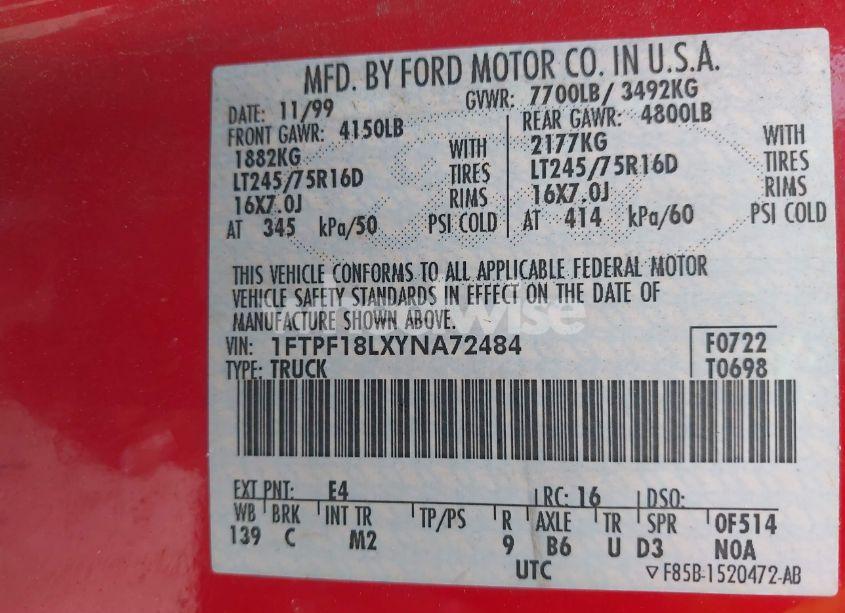 MFD. BY FORD MOTOR CO. IN U.S.A.
DATE: 11/99 GVWR: 7700LB/ 3492KG
FRONT GAWR: 4150LB REAR GAWR: 4800LB
1882KG WITH 2177KG WITH
LT245/75R16D TIRES LT245/75R16D TIRES
16X7.0J RIMS 16X7.0J RIMS
AT 345 kPa/50 PSI COLD AT 414 kPa/60 PSI COLD
THIS VEHICLE CONFORMS TO ALL APPLICABLE FEDERAL MOTOR
VEHICLE SAFETY STANDARDS IN EFFECT ON THE DATE OF
MANUFACTURE SHOWN ABOVE.
VIN: 1FTPF18LXYNA72484 F0722
TYPE: TRUCK T0698
EXT PNT: E4 RC: 16 DSO:
WB BRK INT TR TP/PS R AXLE TR SPR 0F514
139 C M2 9 B6 U D3 N0A
UTC ▽ F85B-1520472-AB